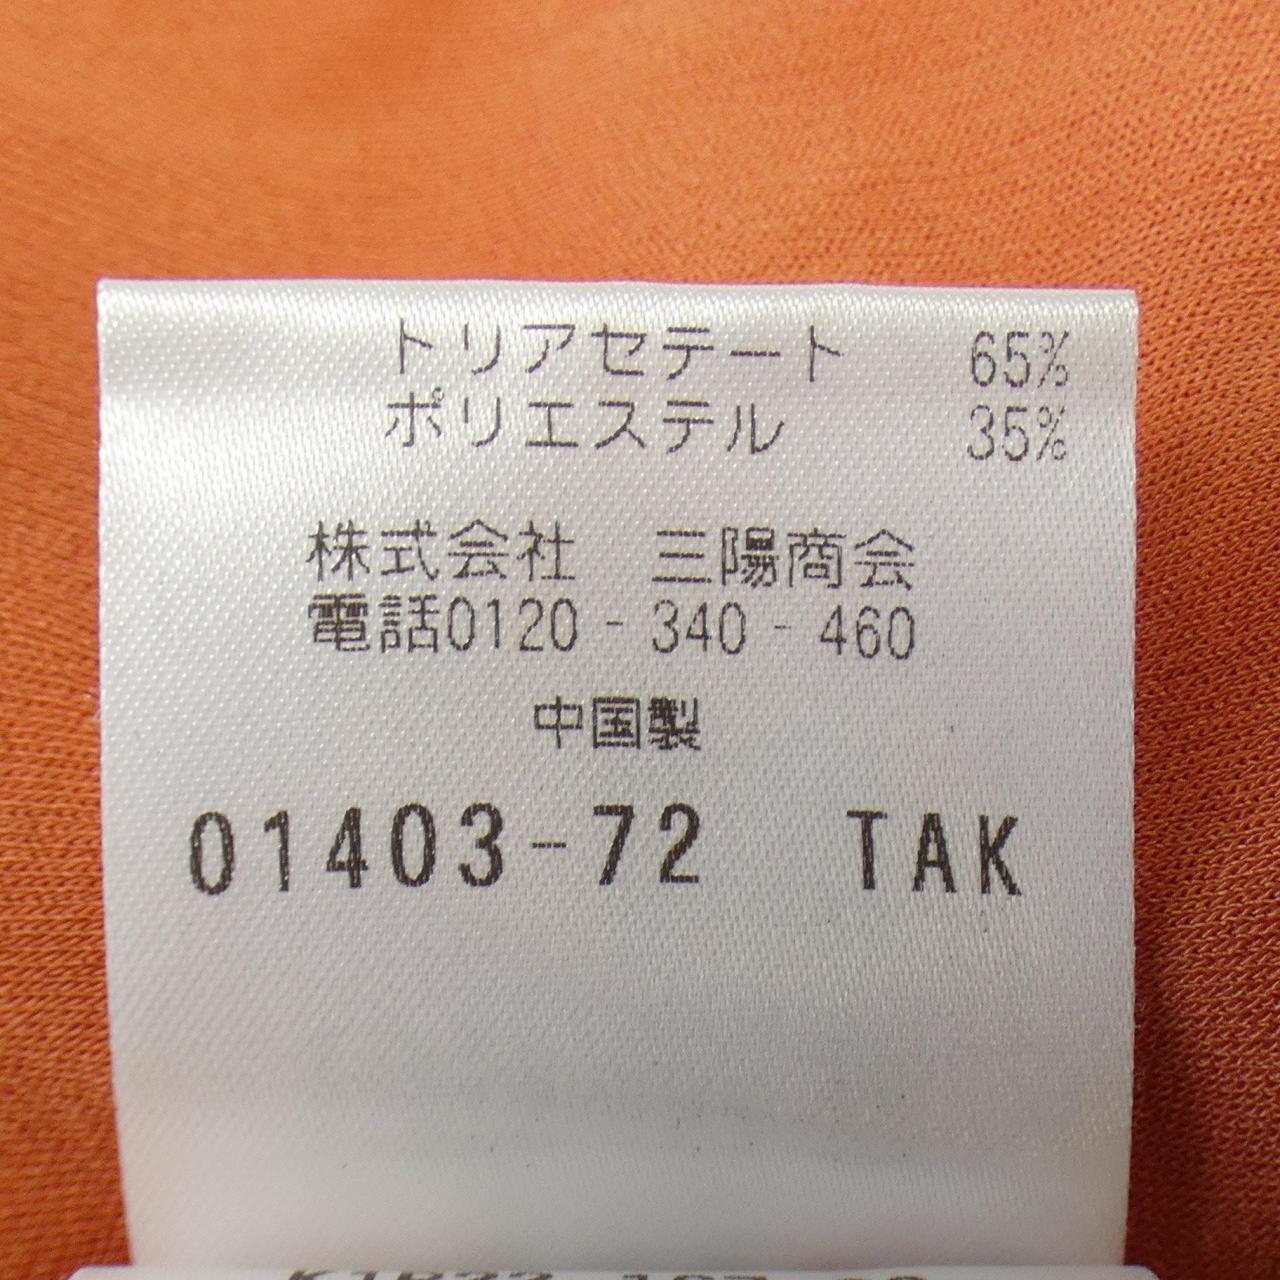 トリアセテート 65%
ポリエステル 35%
株式会社 三陽商会
電話0120-340-460
中国製
01403-72 TAK